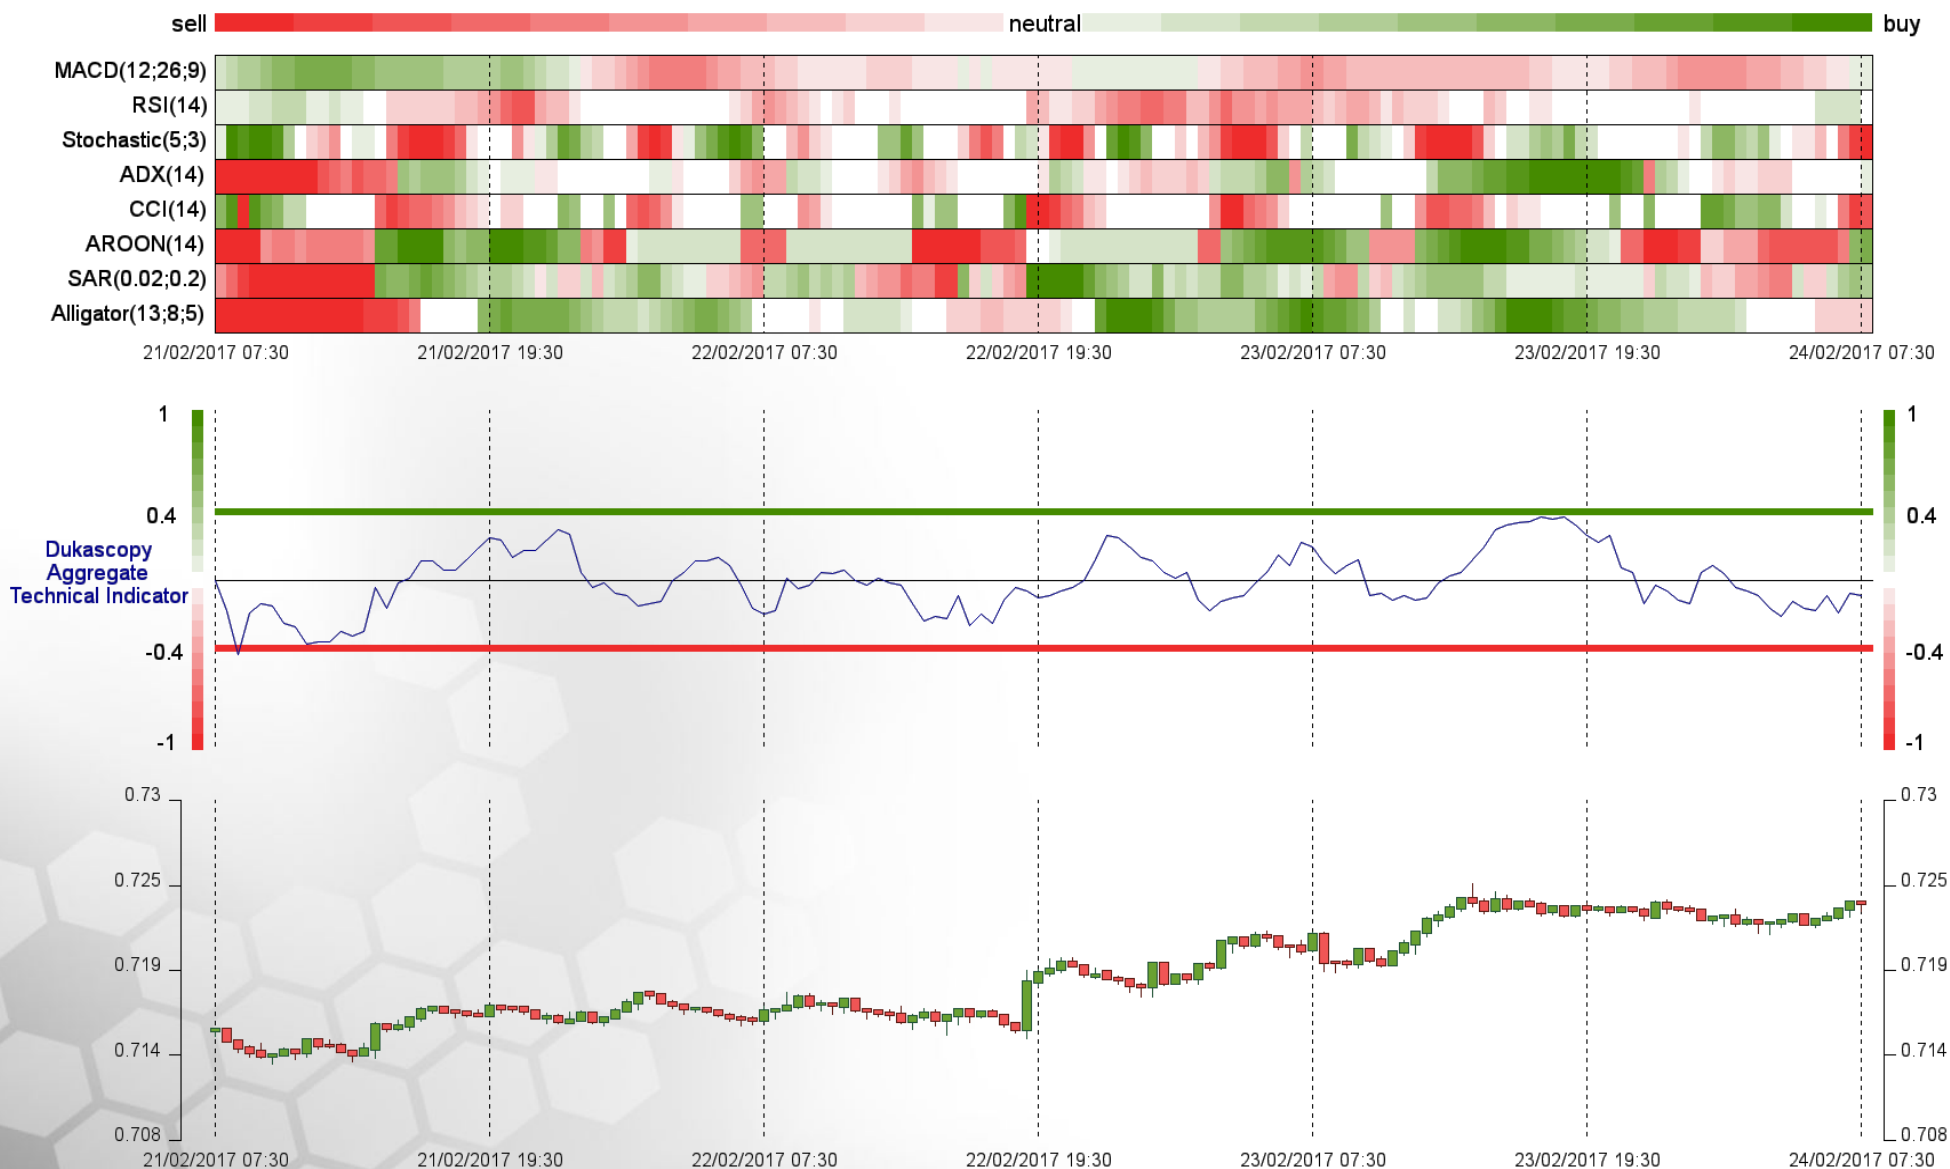 sell neutral buy
MACD(12;26;9)
RSI(14)
Stochastic(5;3)
ADX(14)
CCI(14)
AROON(14)
SAR(0.02;0.2)
Alligator(13;8;5)
21/02/2017 07:30 21/02/2017 19:30 22/02/2017 07:30 22/02/2017 19:30 23/02/2017 07:30 23/02/2017 19:30 24/02/2017 07:30
1 1
0.4 0.4
Dukascopy
Aggregate
Technical Indicator
-0.4 -0.4
-1 -1
0.73 0.73
0.725 0.725
0.719 0.719
0.714 0.714
0.708 0.708
21/02/2017 07:30 21/02/2017 19:30 22/02/2017 07:30 22/02/2017 19:30 23/02/2017 07:30 23/02/2017 19:30 24/02/2017 07:30